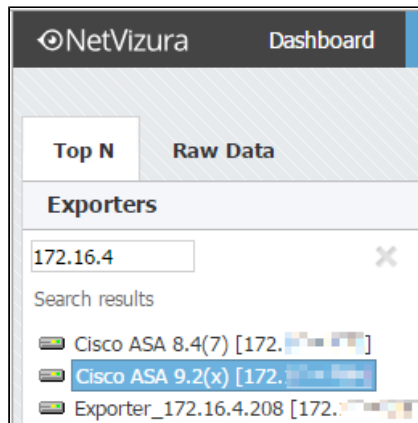 NetVizura Dashboard
Top N Raw Data
Exporters
172.16.4
Search results
Cisco ASA 8.4(7) [172. ]
Cisco ASA 9.2(x) [172.
Exporter_172.16.4.208 [172.